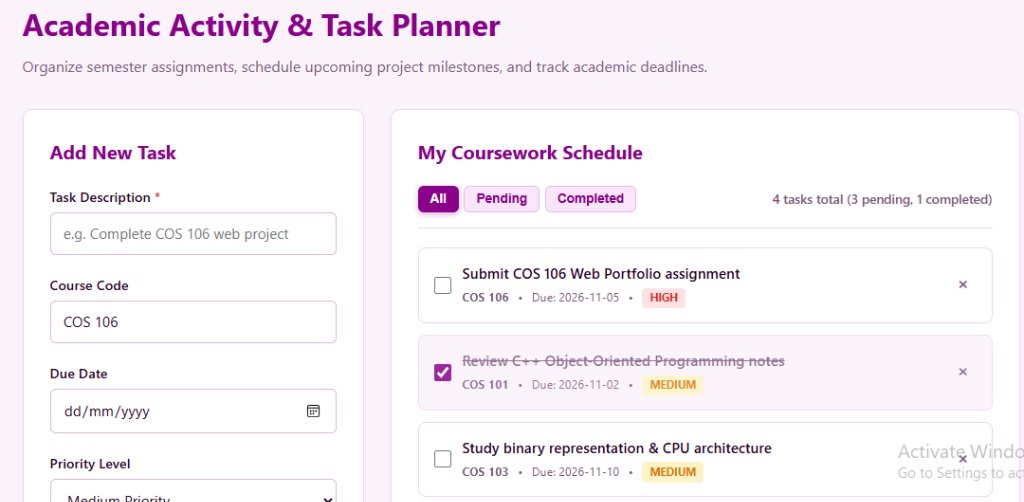 Academic Activity & Task Planner
Organize semester assignments, schedule upcoming project milestones, and track academic deadlines.
Add New Task
Task Description *
e.g. Complete COS 106 web project
Course Code
COS 106
Due Date
dd/mm/yyyy
Priority Level
Medium Priority
My Coursework Schedule
All Pending Completed 4 tasks total (3 pending, 1 completed)
Submit COS 106 Web Portfolio assignment
COS 106 • Due: 2026-11-05 • HIGH ×
Review C++ Object-Oriented Programming notes
COS 101 • Due: 2026-11-02 • MEDIUM ×
Study binary representation & CPU architecture
COS 103 • Due: 2026-11-10 • MEDIUM ×
Activate Windo
Go to Settings to act